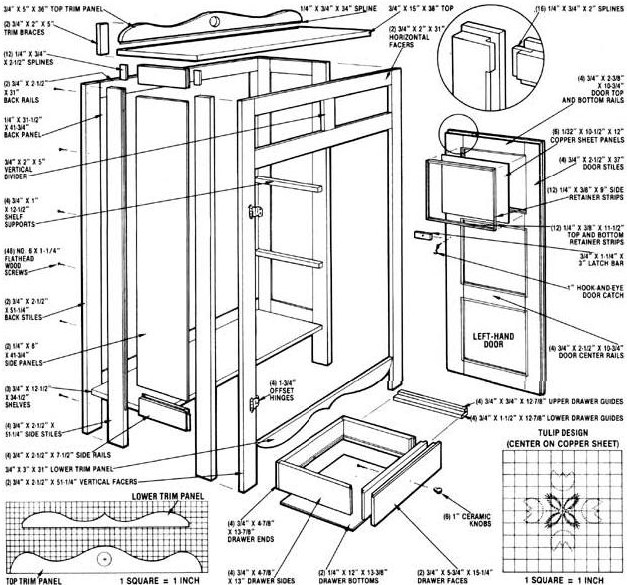 3/4" X 5" X 36" TOP TRIM PANEL
1/4" X 3/4" X 34" SPLINE
3/4" X 15" X 38" TOP
(16) 1/4" X 3/4" X 2" SPLINES
(2) 3/4" X 2" X 5"
TRIM BRACES
(2) 3/4" X 2" X 31"
HORIZONTAL
FACERS
(12) 1/4" X 3/4"
X 2-1/2" SPLINES
(2) 3/4" X 2-1/2"
X 31"
BACK RAILS
1/4" X 31-1/2"
X 41-3/4"
BACK PANEL
3/4" X 2" X 5"
VERTICAL
DIVIDER
(4) 3/4" X 1"
X 12-1/2"
SHELF
SUPPORTS
(46) NO. 6 X 1-1/4"
FLATHEAD
WOOD
SCREWS
(2) 3/4" X 2-1/2"
X 51-1/4"
BACK STILES
(2) 1/4" X 8"
X 41-3/4"
SIDE PANELS
(3) 3/4" X 12-1/2"
X 34-1/2"
SHELVES
(4) 3/4" X 2-1/2" X
51-1/4" SIDE STILES
(4) 3/4" X 2-1/2" X 7-1/2" SIDE RAILS
3/4" X 3" X 31" LOWER TRIM PANEL
(2) 3/4" X 2-1/2" X 51-1/4" VERTICAL FACERS
(4) 3/4" X 2-3/8"
X 10-3/4"
DOOR TOP
AND BOTTOM RAILS
(6) 1/32" X 10-1/2" X 12"
COPPER SHEET PANELS
(4) 3/4" X 2-1/2" X 37"
DOOR STILES
(12) 1/4" X 3/8" X 9" SIDE
RETAINER STRIPS
(12) 1/4" X 3/8" X 11-1/2"
TOP AND BOTTOM
RETAINER STRIPS
3/4" X 1-1/4" X
3" LATCH BAR
1" HOOK-AND-EYE
DOOR CATCH
LEFT-HAND
DOOR
(4) 3/4" X 2-1/2" X 10-3/4"
DOOR CENTER RAILS
(4) 1-3/4"
OFFSET
HINGES
(4) 3/4" X 3/4" X 12-7/8" UPPER DRAWER GUIDES
(4) 3/4" X 1-1/2" X 12-7/8" LOWER DRAWER GUIDES
TULIP DESIGN
(CENTER ON COPPER SHEET)
LOWER TRIM PANEL
TOP TRIM PANEL
1 SQUARE = 1 INCH
(4) 3/4" X 4-7/8"
X 13-7/8"
DRAWER ENDS
(6) 1" CERAMIC
KNOBS
(4) 3/4" X 4-7/8"
X 13" DRAWER SIDES
(2) 1/4" X 12" X 13-3/8"
DRAWER BOTTOMS
(2) 3/4" X 5-3/4" X 15-1/4"
DRAWER FACES
1 SQUARE = 1 INCH